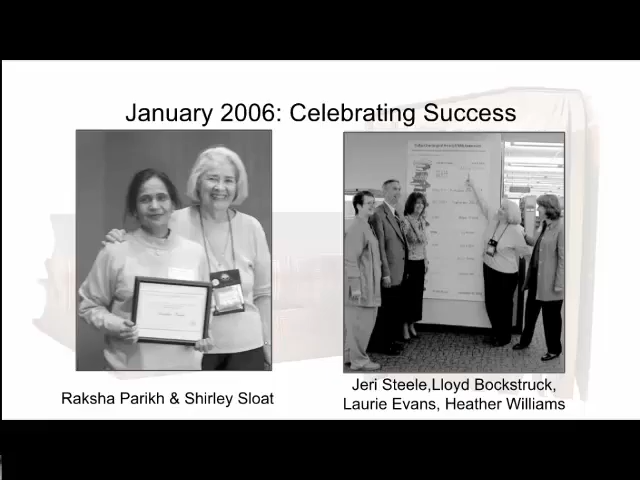 January 2006: Celebrating Success
Raksha Parikh & Shirley Sloat
Jeri Steele,Lloyd Bockstruck,
Laurie Evans, Heather Williams